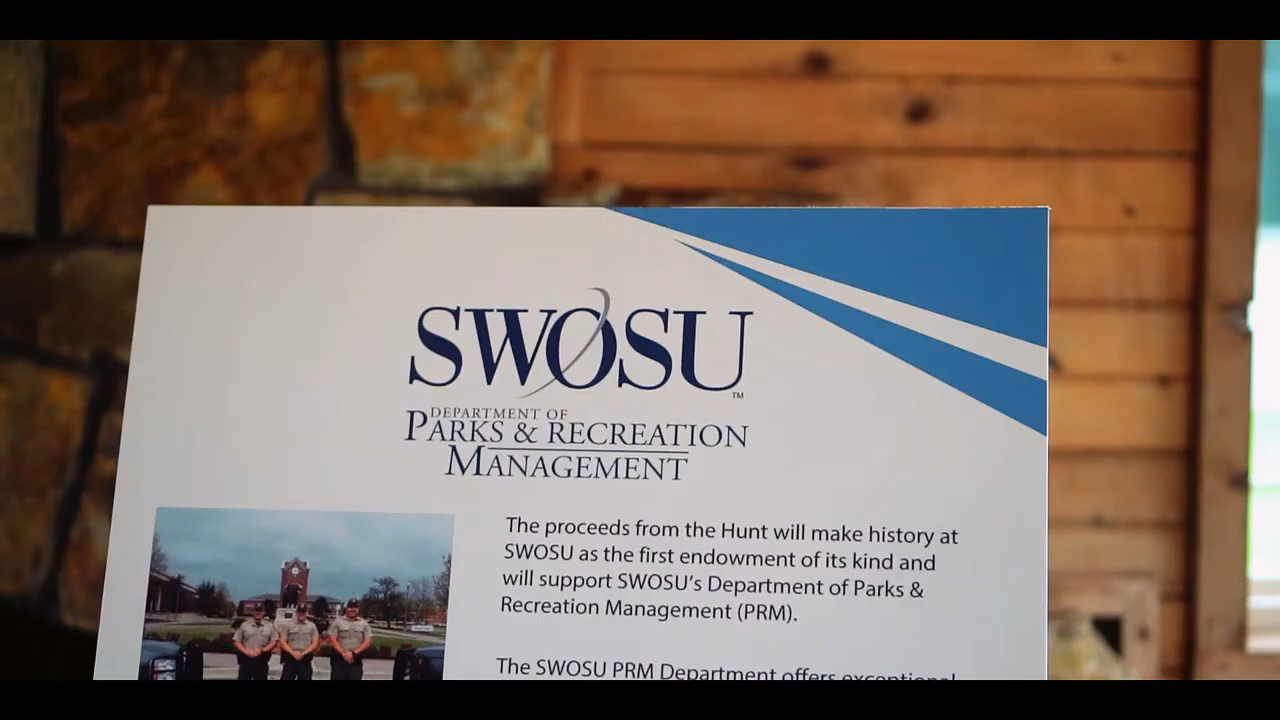 SWOSU
TM
DEPARTMENT OF
PARKS & RECREATION
MANAGEMENT
The proceeds from the Hunt will make history at
SWOSU as the first endowment of its kind and
will support SWOSU's Department of Parks &
Recreation Management (PRM).
The SWOSU PRM Department offers exceptional